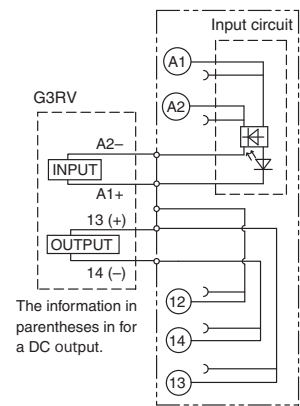 Input circuit
A1
G3RV
A2
A2–
INPUT
A1+
13 (+)
OUTPUT
14 (–)
12
The information in
parentheses in for
a DC output.
14
13